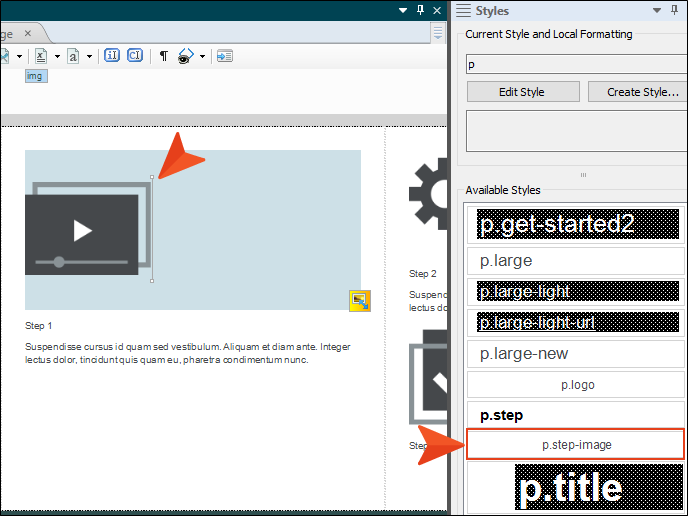 ge
Styles
Current Style and Local Formatting
a
CI
img
p
Edit Style
Create Style...
Available Styles
p.get-started2
p.large
p.large-light
p.large-light-url
p.large-new
p.logo
p.step
p.step-image
p.title
Step 1
Suspendisse cursus id quam sed vestibulum. Aliquam et diam ante. Integer
lectus dolor, tincidunt quis quam eu, pharetra condimentum nunc.
Step 2
Suspend
lectus do
Step